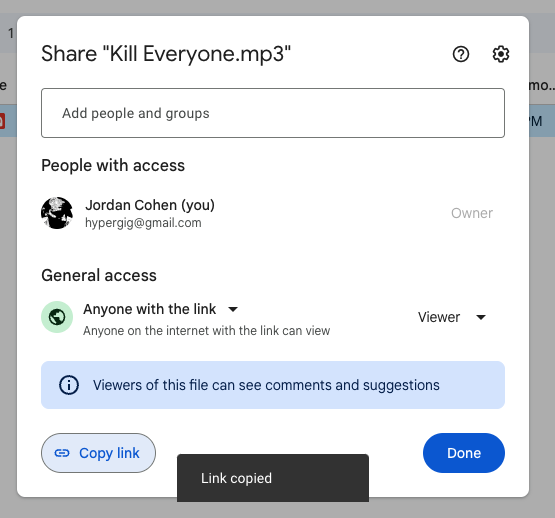 1
Share "Kill Everyone.mp3"
e
mo..
Add people and groups
PM
People with access
Jordan Cohen (you)
hypergig@gmail.com
Owner
General access
Anyone with the link
Anyone on the internet with the link can view
Viewer
Viewers of this file can see comments and suggestions
Copy link
Done
Link copied